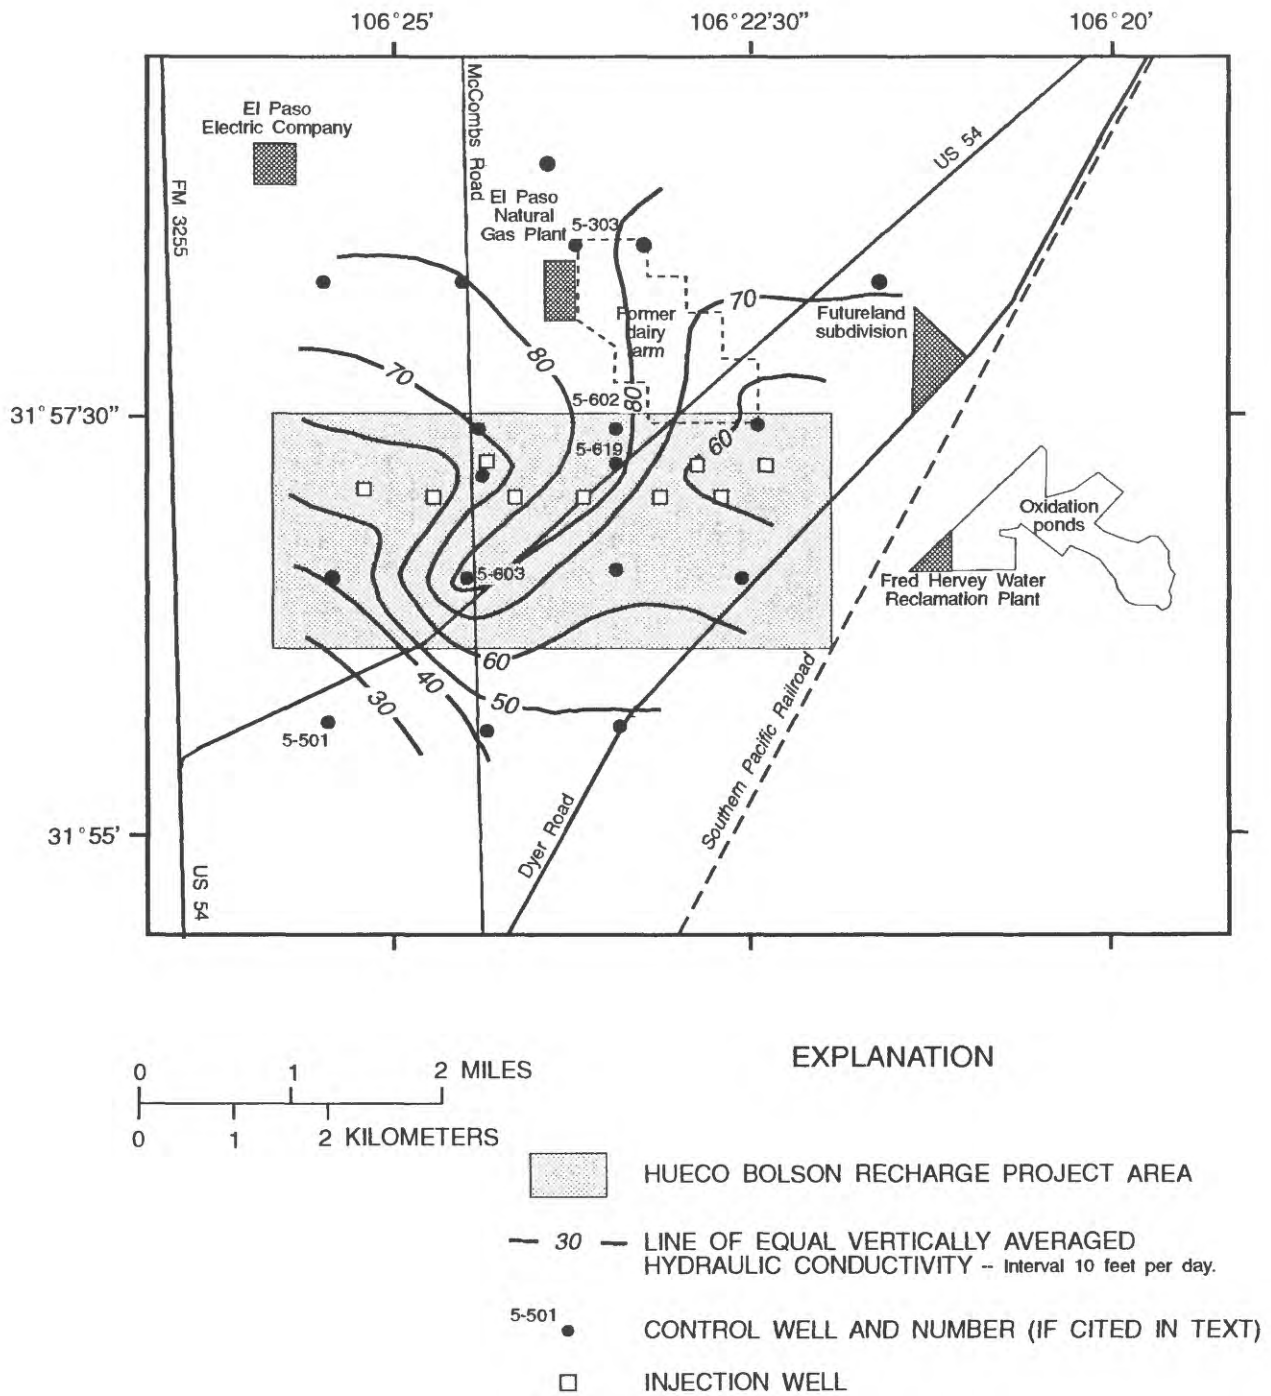 106°25'
106°22'30"
106°20'
El Paso
Electric Company
McCombs Road
FM 3255
El Paso
Natural
Gas Plant
5-303
US 54
80
70
70
Former
dairy
farm
Futureland
subdivision
31°57'30"
5-602
80
60
5-619
Oxidation
ponds
5-603
Fred Hervey Water
Reclamation Plant
60
40
50
30
5-501
Southern Pacific Railroad
31°55'
Dyer Road
US 54
0 1 2 MILES
0 1 2 KILOMETERS
EXPLANATION
HUECO BOLSON RECHARGE PROJECT AREA
30 LINE OF EQUAL VERTICALLY AVERAGED
HYDRAULIC CONDUCTIVITY -- Interval 10 feet per day.
5-501 CONTROL WELL AND NUMBER (IF CITED IN TEXT)
INJECTION WELL